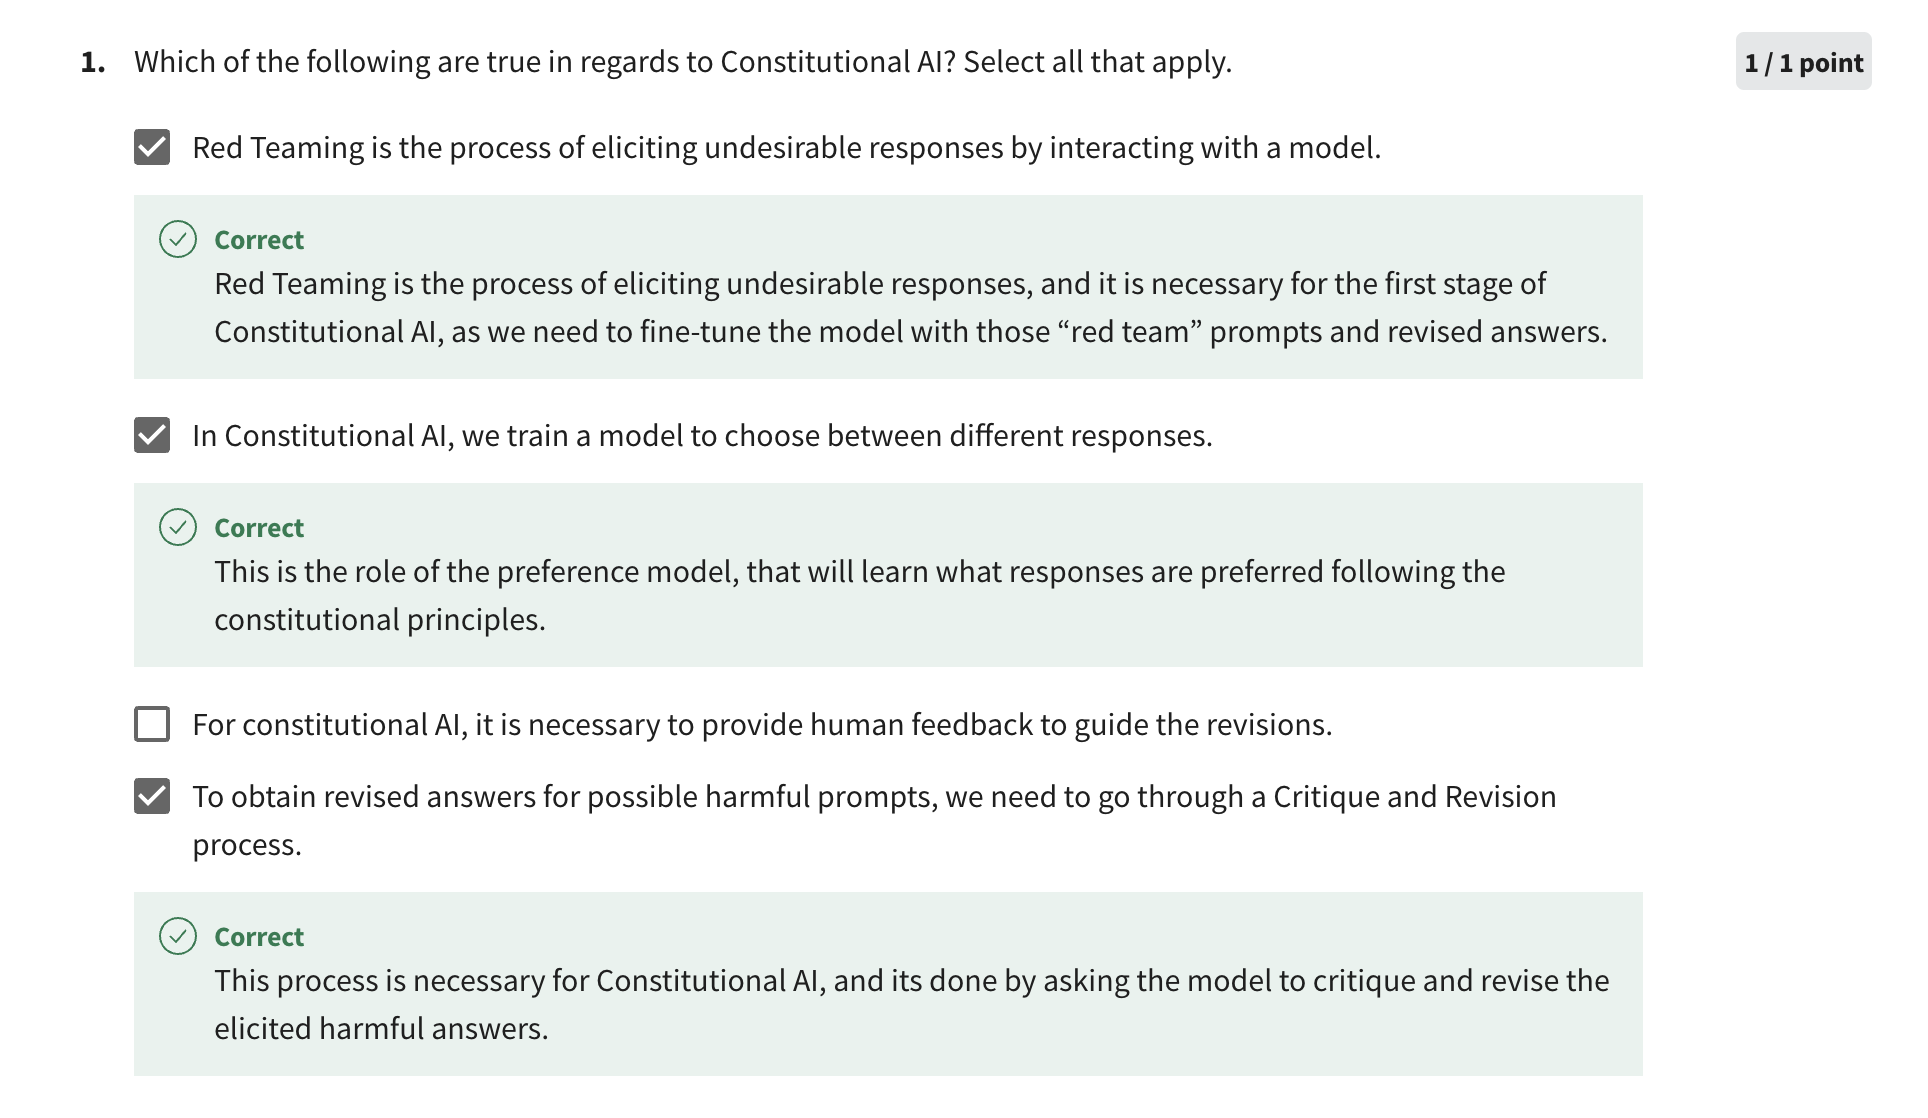 1. Which of the following are true in regards to Constitutional AI? Select all that apply.
1 / 1 point
Red Teaming is the process of eliciting undesirable responses by interacting with a model.
Correct
Red Teaming is the process of eliciting undesirable responses, and it is necessary for the first stage of
Constitutional AI, as we need to fine-tune the model with those “red team” prompts and revised answers.
In Constitutional AI, we train a model to choose between different responses.
Correct
This is the role of the preference model, that will learn what responses are preferred following the
constitutional principles.
For constitutional AI, it is necessary to provide human feedback to guide the revisions.
To obtain revised answers for possible harmful prompts, we need to go through a Critique and Revision
process.
Correct
This process is necessary for Constitutional AI, and its done by asking the model to critique and revise the
elicited harmful answers.